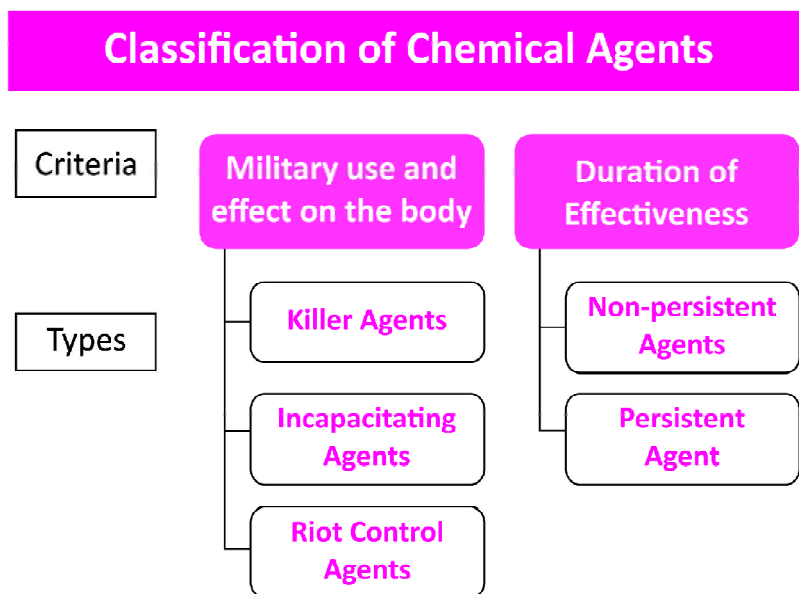 Classification of Chemical Agents
Criteria
Military use and
effect on the body
Duration of
Effectiveness
Types
Killer Agents
Incapacitating
Agents
Riot Control
Agents
Non-persistent
Agents
Persistent
Agent